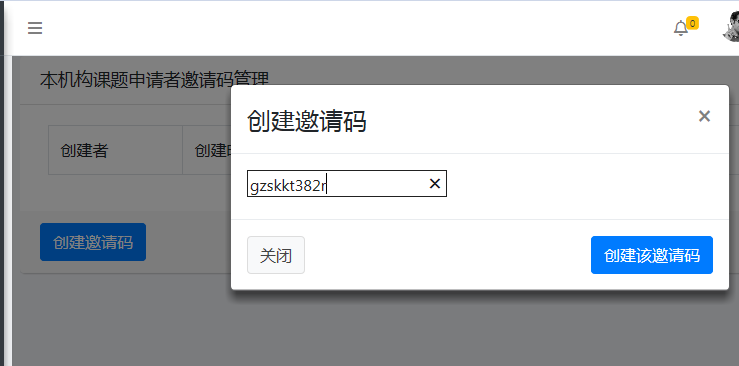 0
本机构课题申请者邀请码管理
创建邀请码
×
创建者
创建
gzskkt382r
创建邀请码
关闭
创建该邀请码